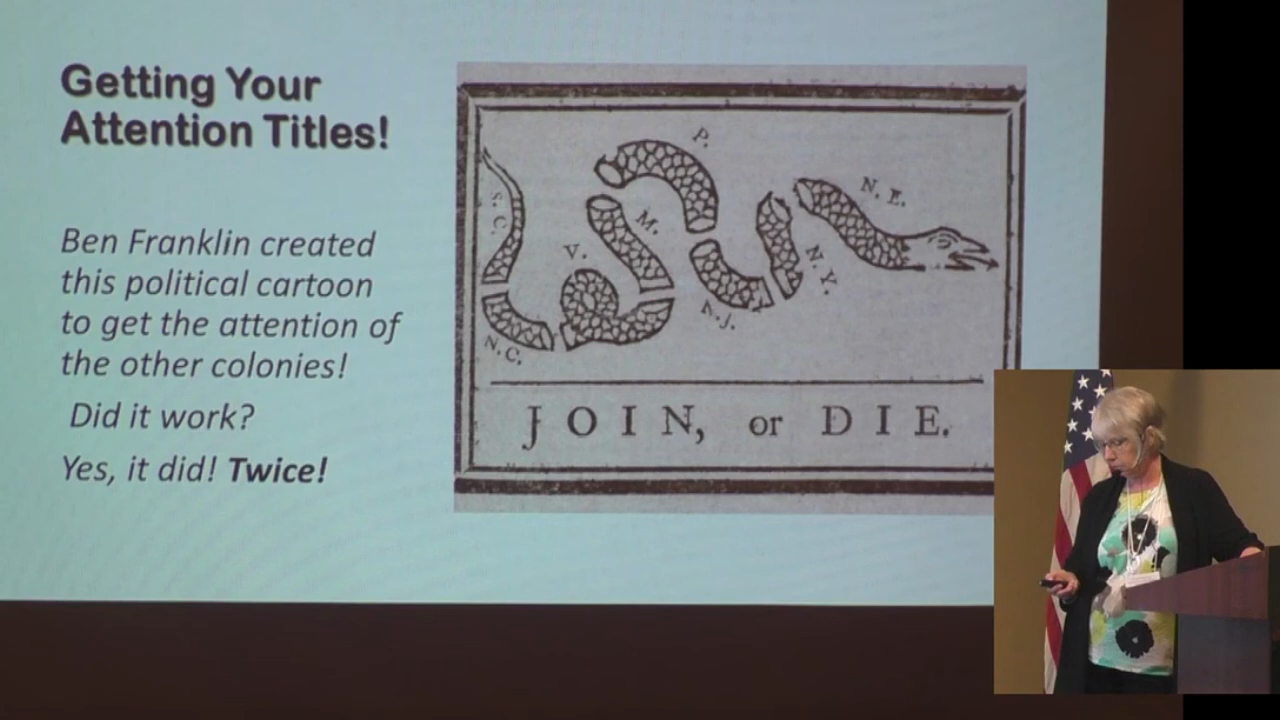 Getting Your
Attention Titles!
Ben Franklin created
this political cartoon
to get the attention of
the other colonies!
Did it work?
Yes, it did! Twice!
P.
N. E.
S. C.
M.
V.
N. Y.
N. J.
N. C.
JOIN, or DIE.